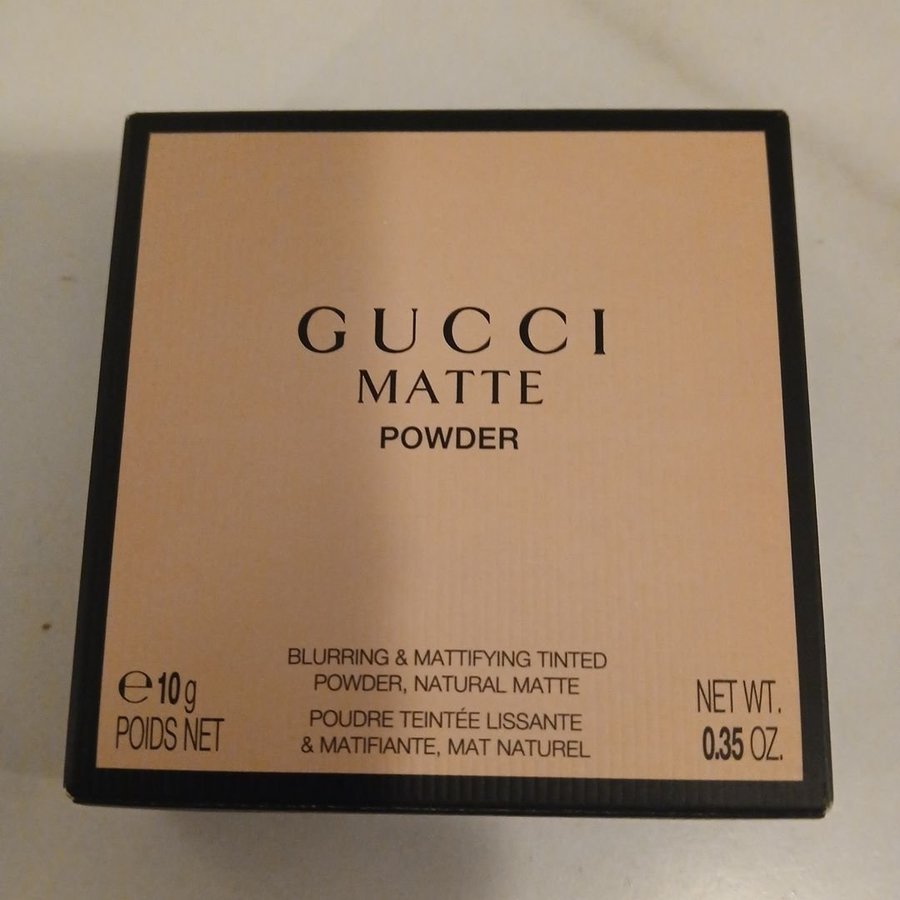 GUCCI
MATTE
POWDER
BLURRING & MATTIFYING TINTED
POWDER, NATURAL MATTE
POUDRE TEINTÉE LISSANTE
& MATIFIANTE, MAT NATUREL
℮10g
POIDS NET
NET WT.
0.35 OZ.